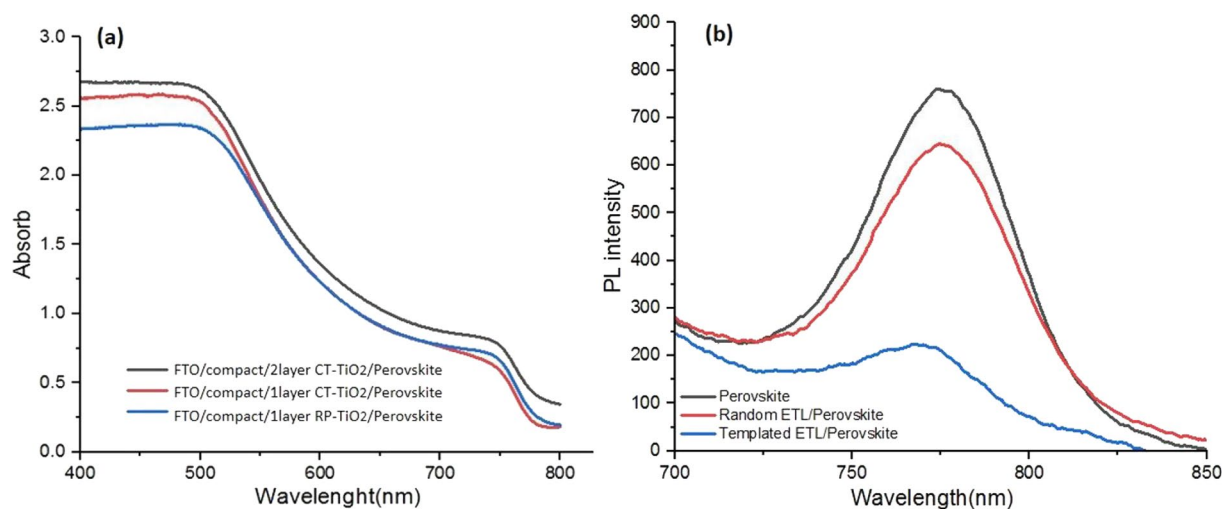 (a)
3.0
2.5
2.0
1.5
1.0
0.5
0.0
Absorb
FTO/compact/2layer CT-TiO2/Perovskite
FTO/compact/1layer CT-TiO2/Perovskite
FTO/compact/1layer RP-TiO2/Perovskite
400 500 600 700 800
Wavelenght(nm)
(b)
900
800
750
700
600
500
400
300
200
100
0
PL intensity
Perovskite
Random ETL/Perovskite
Templated ETL/Perovskite
700 750 800 850
Wavelength(nm)